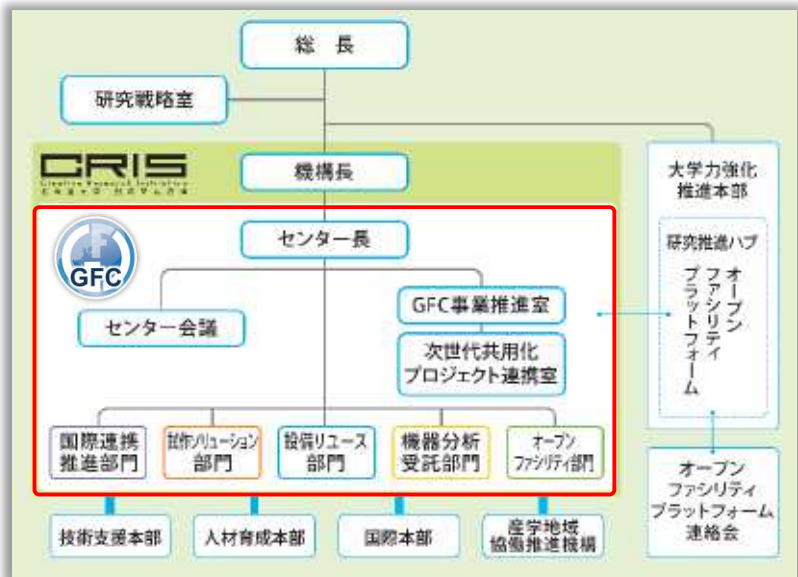 総 長
研究戦略室
CRIS
機構長
大学力強化
推進本部
センター長
研究推進ハブ
オープン
ファシリティ
プラットフォーム
GFC
GFC事業推進室
センター会議
次世代共用化
プロジェクト連携室
国際連携
推進部門
試作ソリューション
部門
設備リユース
部門
機器分析
受託部門
オープン
ファシリティ部門
オープン
ファシリティ
プラットフォーム
連絡会
技術支援本部
人材育成本部
国際本部
産学地域
協働推進機構